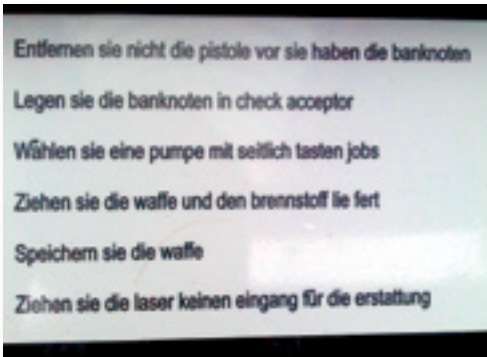 Entfernen sie nicht die pistole vor sie haben die banknoten
Legen sie die banknoten in check acceptor
Wählen sie eine pumpe mit seitlich tasten jobs
Ziehen sie die waffe und den brennstoff lie fert
Speichern sie die waffe
Ziehen sie die laser keinen eingang für die erstattung